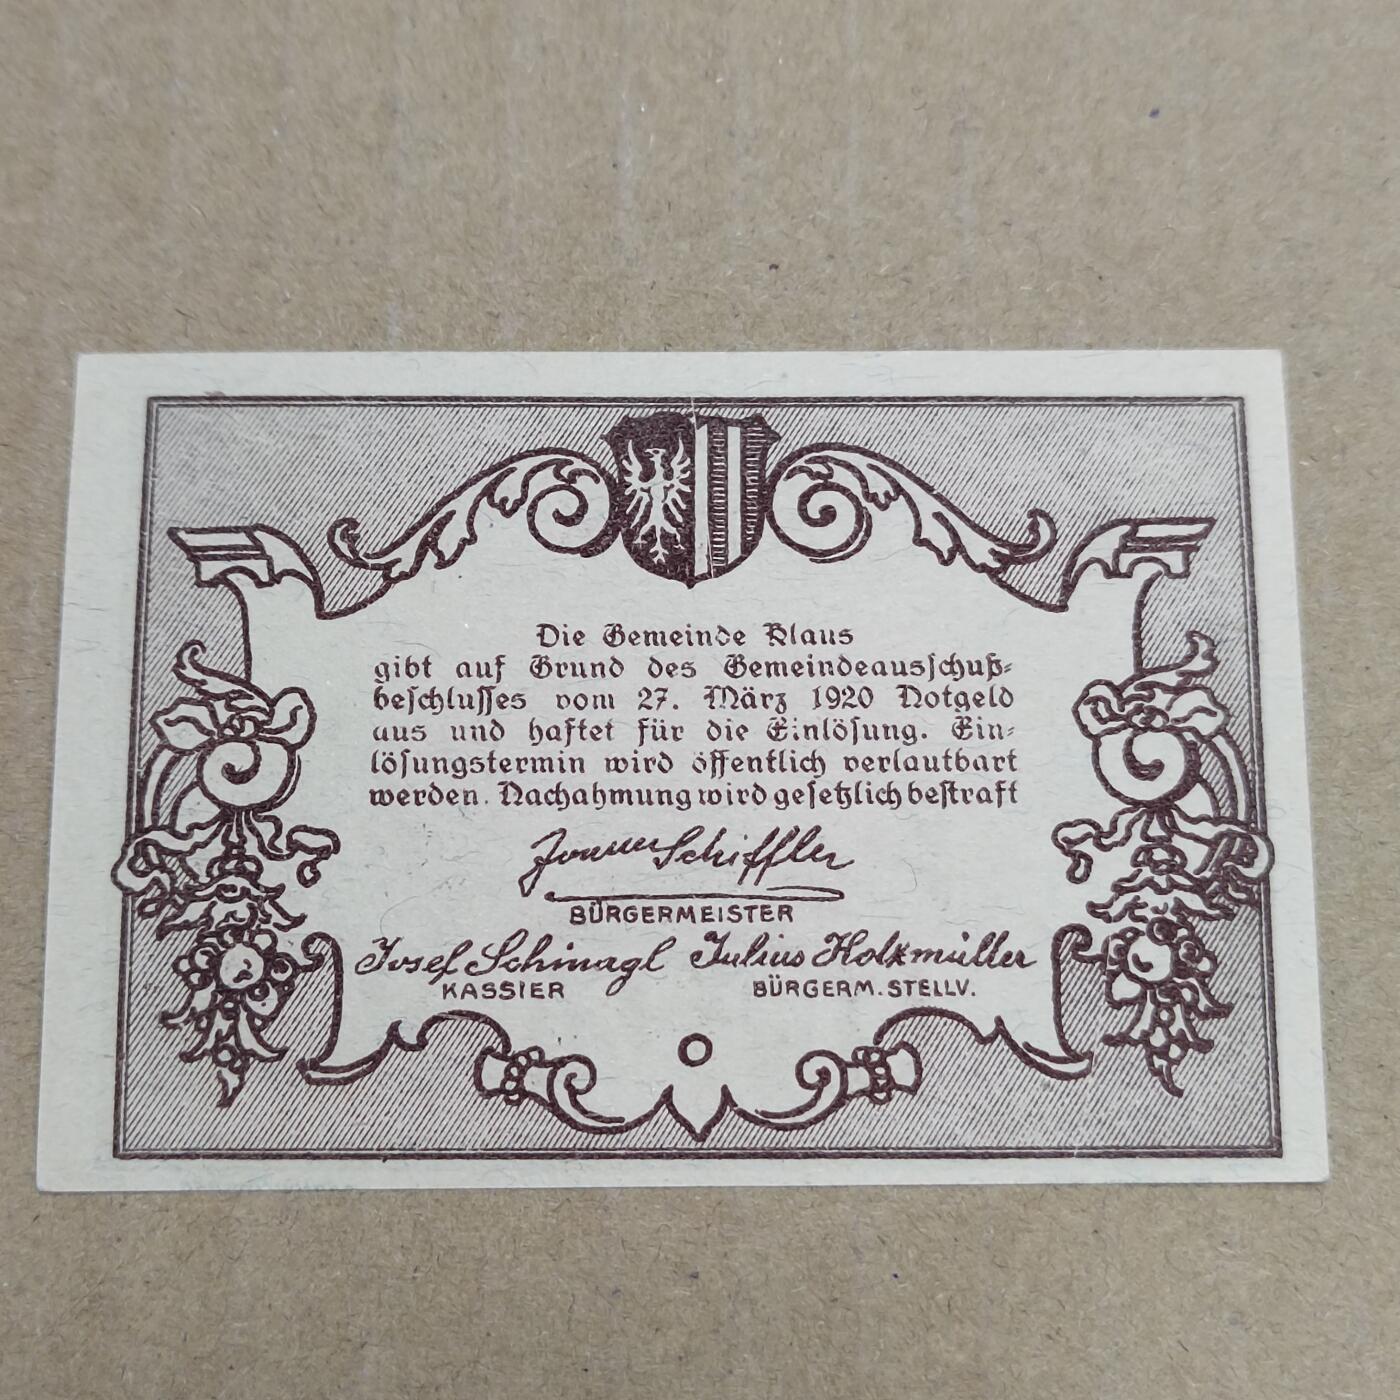 Die Gemeinde Klaus
gibt auf Grund des Gemeindeausschuß-
beschlusses vom 27. März 1920 Notgeld
aus und haftet für die Einlösung. Ein-
lösungstermin wird öffentlich verlautbart
werden. Nachahmung wird gesetzlich bestraft
Schiffler
BÜRGERMEISTER
Josef Schinagl Julius Holzmüller
KASSIER BÜRGERM. STELLV.